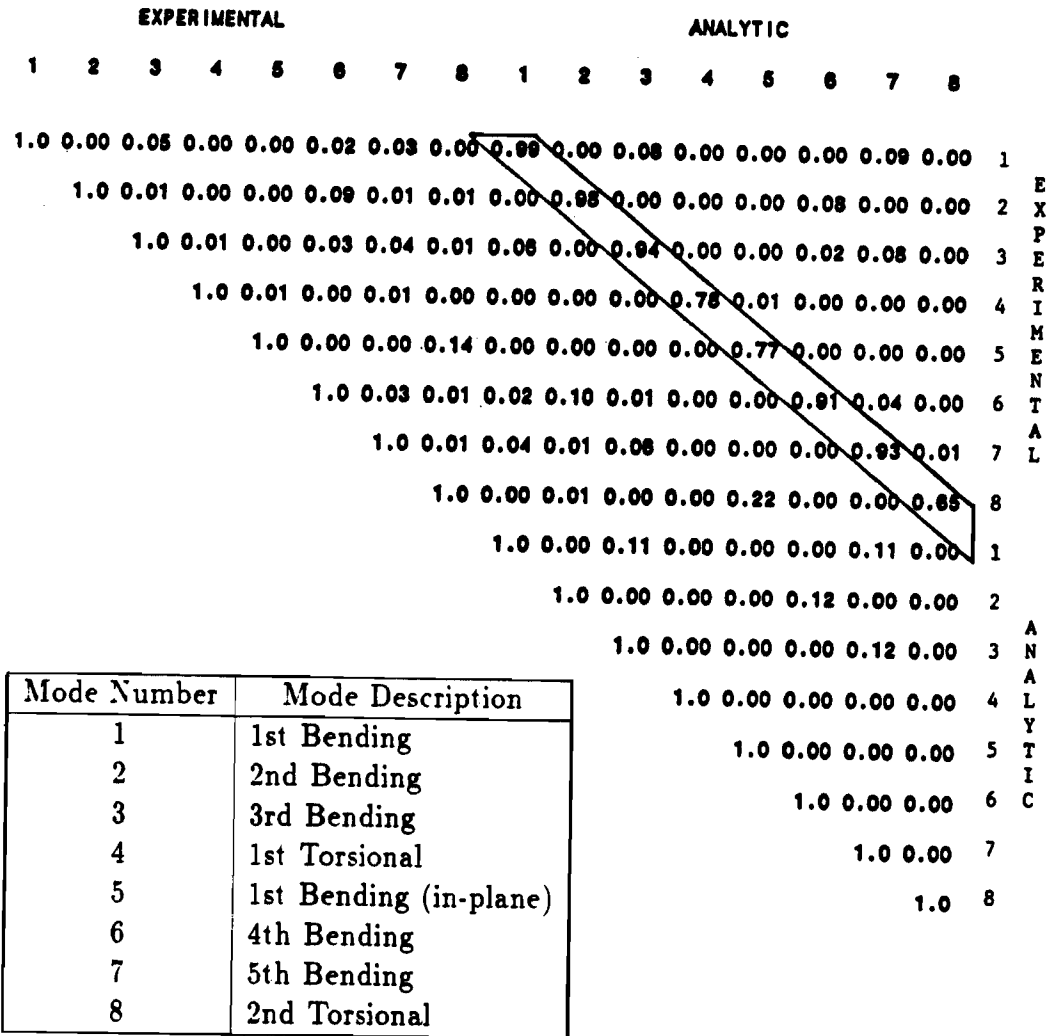 EXPERIMENTAL ANALYTIC
1 2 3 4 5 6 7 8 1 2 3 4 5 6 7 8
1.0 0.00 0.05 0.00 0.00 0.02 0.03 0.00 0.99 0.00 0.08 0.00 0.00 0.00 0.09 0.00 1
1.0 0.01 0.00 0.00 0.09 0.01 0.01 0.00 0.98 0.00 0.00 0.00 0.08 0.00 0.00 2
1.0 0.01 0.00 0.03 0.04 0.01 0.06 0.00 0.94 0.00 0.00 0.02 0.08 0.00 3
1.0 0.01 0.00 0.01 0.00 0.00 0.00 0.00 0.78 0.01 0.00 0.00 0.00 4
1.0 0.00 0.00 0.14 0.00 0.00 0.00 0.00 0.77 0.00 0.00 0.00 5
1.0 0.03 0.01 0.02 0.10 0.01 0.00 0.00 0.91 0.04 0.00 6
1.0 0.01 0.04 0.01 0.06 0.00 0.00 0.00 0.93 0.01 7
1.0 0.00 0.01 0.00 0.00 0.22 0.00 0.00 0.65 8
EXPERIMENTAL
1.0 0.00 0.11 0.00 0.00 0.00 0.11 0.00 1
1.0 0.00 0.00 0.00 0.12 0.00 0.00 2
1.0 0.00 0.00 0.00 0.12 0.00 3
1.0 0.00 0.00 0.00 0.00 4
1.0 0.00 0.00 0.00 5
1.0 0.00 0.00 6
1.0 0.00 7
1.0 8
ANALYTIC
Mode Number Mode Description
1 1st Bending
2 2nd Bending
3 3rd Bending
4 1st Torsional
5 1st Bending (in-plane)
6 4th Bending
7 5th Bending
8 2nd Torsional